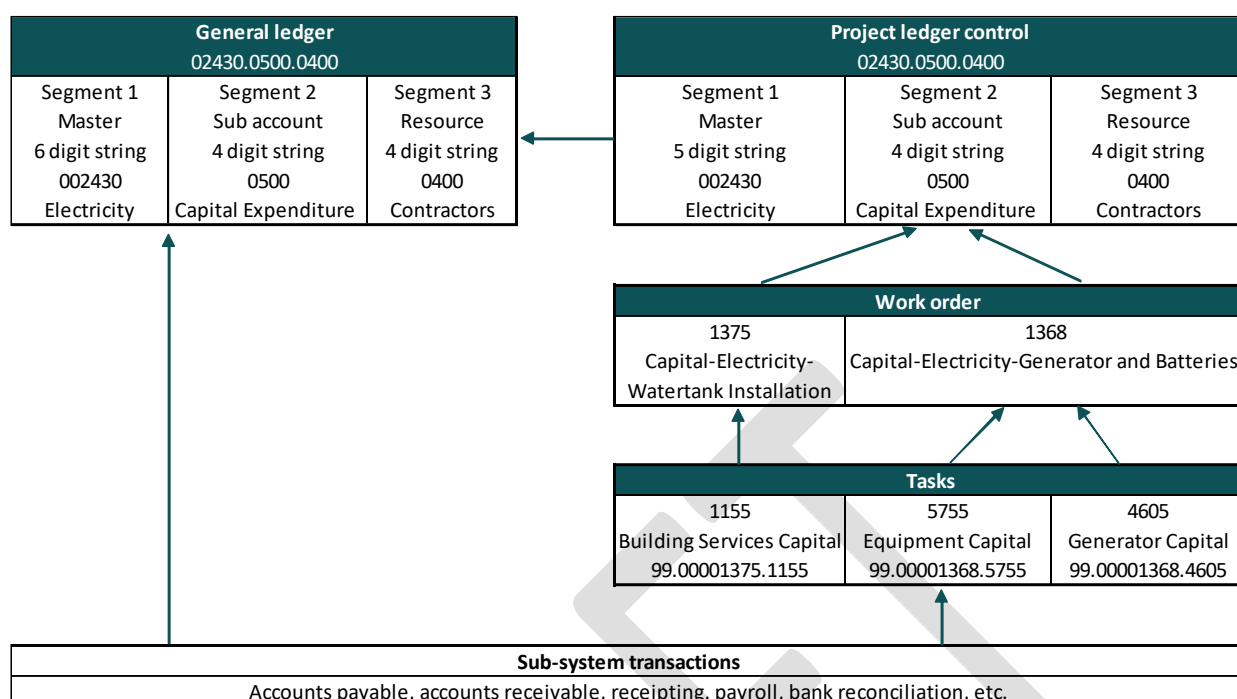 General ledger
02430.0500.0400
Segment 1 Segment 2 Segment 3
Master Sub account Resource
6 digit string 4 digit string 4 digit string
002430 0500 0400
Electricity Capital Expenditure Contractors
Project ledger control
02430.0500.0400
Segment 1 Segment 2 Segment 3
Master Sub account Resource
5 digit string 4 digit string 4 digit string
002430 0500 0400
Electricity Capital Expenditure Contractors
Work order
1375 1368
Capital-Electricity- Capital-Electricity-Generator and Batteries
Watertank Installation
Tasks
1155 5755 4605
Building Services Capital Equipment Capital Generator Capital
99.00001375.1155 99.00001368.5755 99.00001368.4605
Sub-system transactions
Accounts payable, accounts receivable, receipting, payroll, bank reconciliation, etc.